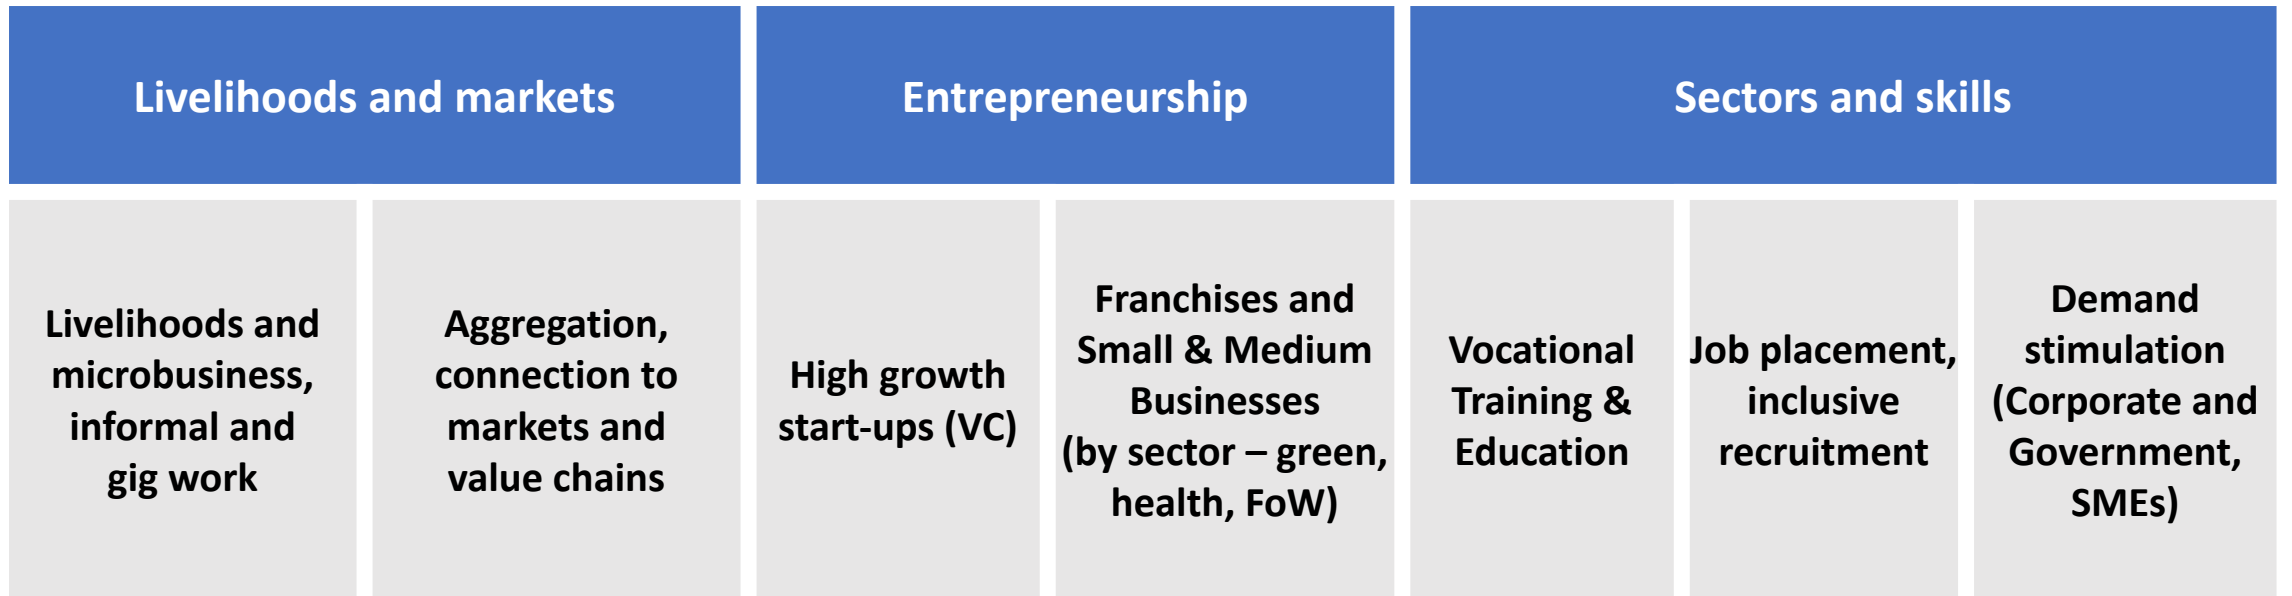 Livelihoods and markets
Entrepreneurship
Sectors and skills
Livelihoods and
microbusiness,
informal and
gig work
Aggregation,
connection to
markets and
value chains
High growth
start-ups (VC)
Franchises and
Small & Medium
Businesses
(by sector – green,
health, FoW)
Vocational
Training &
Education
Job placement,
inclusive
recruitment
Demand
stimulation
(Corporate and
Government,
SMEs)